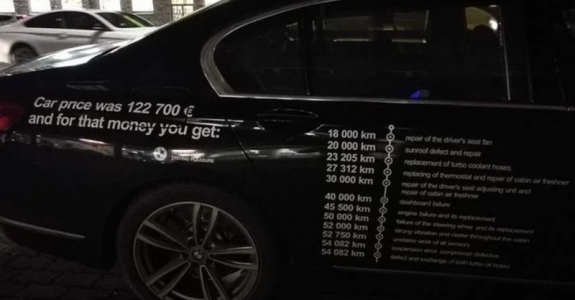 Car price was 122 700 €
and for that money you get:
DRIVING PLEASURE
18 000 km repair of the driver's seat fan
20 000 km sunroof defect and repair
23 205 km replacement of turbo coolant hoses
27 312 km replacing of thermostat and repair of cabin air freshner
30 000 km repair of the driver's seat adjusting unit and
repair of cabin air freshner
40 000 km dashboard failure
45 500 km engine failure and its replacement
50 000 km failure of the steering wheel and its replacement
52 000 km strong vibration and clatter throughout the cabin
52 750 km unstable work of all sensors
54 082 km suspension error, compressor defective
54 082 km defect and exchange of both turbo